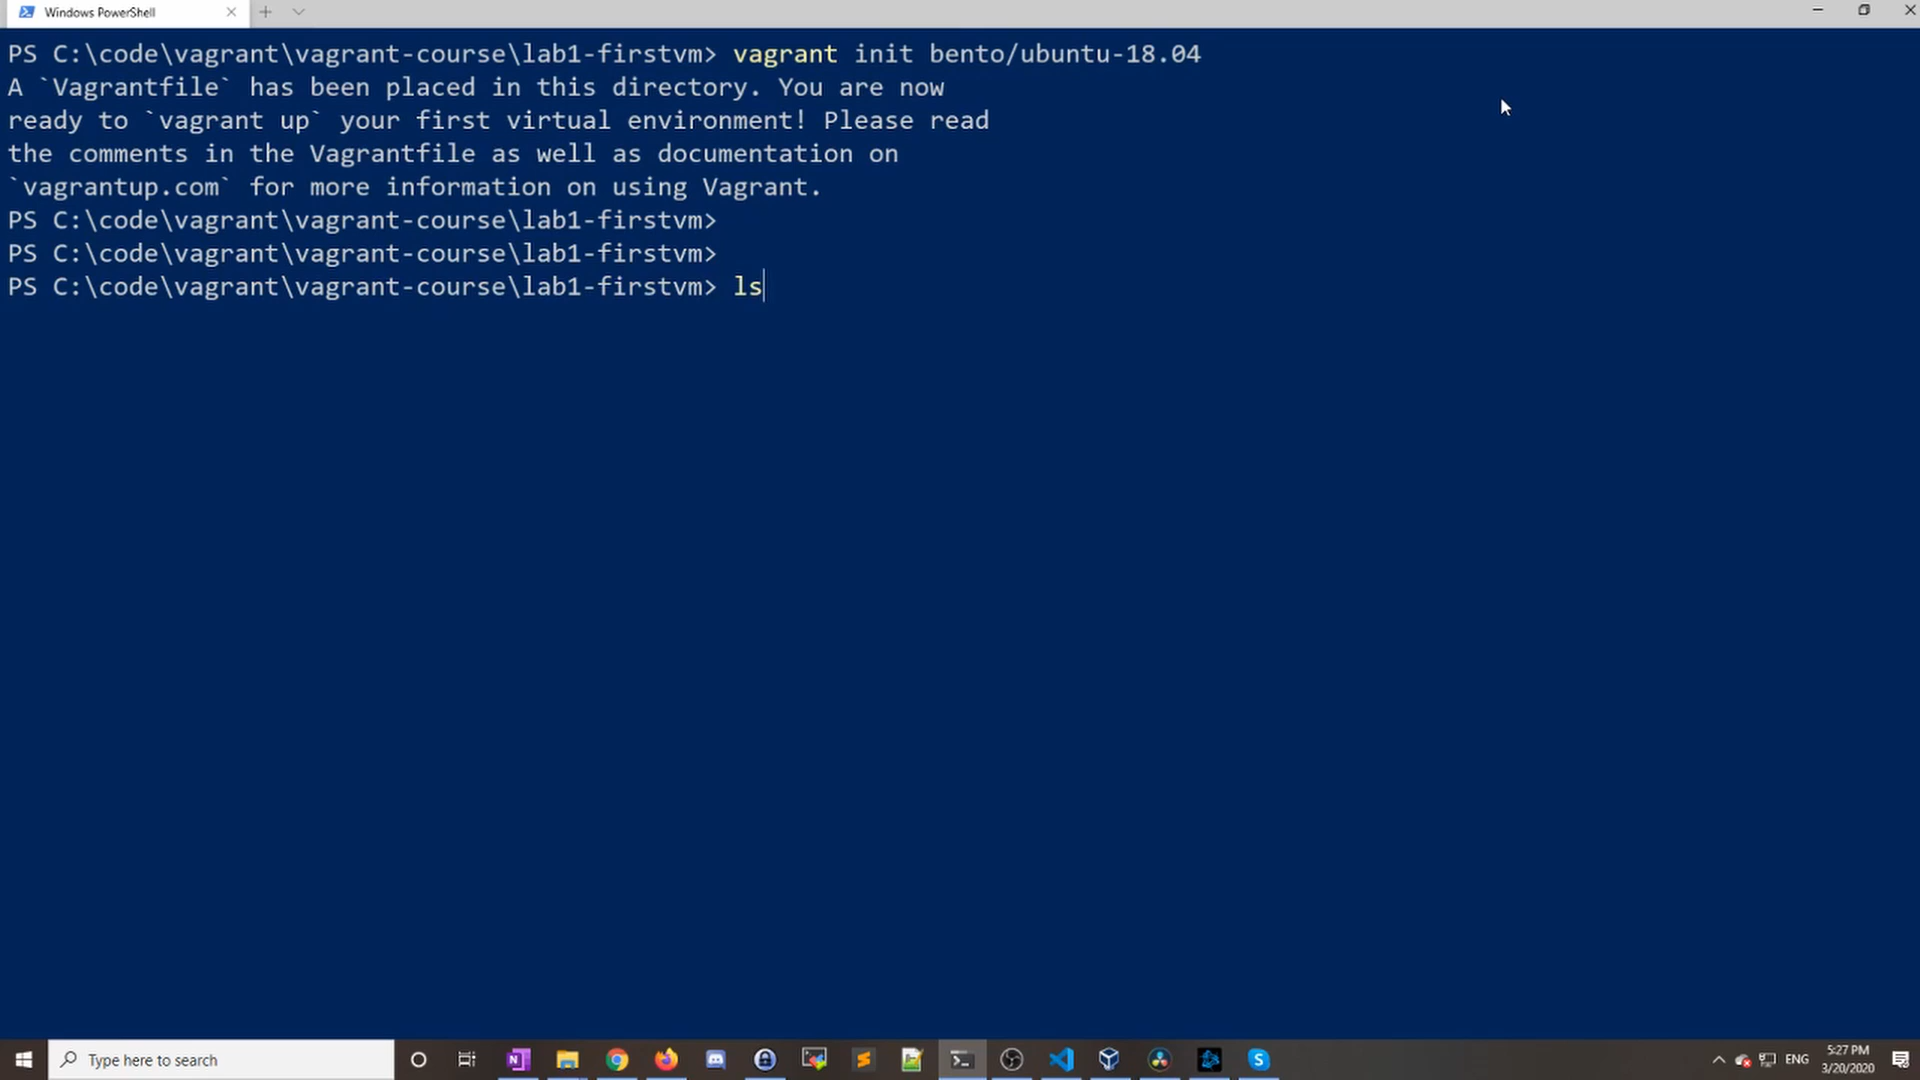 Windows PowerShell
PS C:\code\vagrant\vagrant-course\lab1-firstvm> vagrant init bento/ubuntu-18.04
A `Vagrantfile` has been placed in this directory. You are now
ready to `vagrant up` your first virtual environment! Please read
the comments in the Vagrantfile as well as documentation on
`vagrantup.com` for more information on using Vagrant.
PS C:\code\vagrant\vagrant-course\lab1-firstvm>
PS C:\code\vagrant\vagrant-course\lab1-firstvm>
PS C:\code\vagrant\vagrant-course\lab1-firstvm> ls
Type here to search
ENG
5:27 PM
3/20/2020